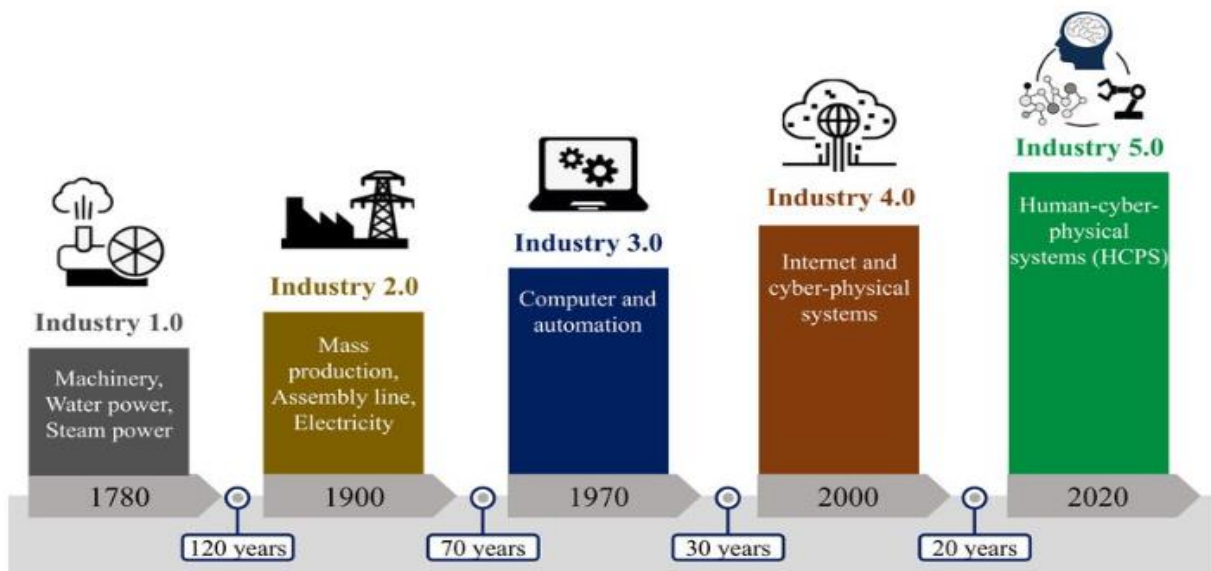 Industry 1.0
Machinery,
Water power,
Steam power
1780
120 years
Industry 2.0
Mass
production,
Assembly line,
Electricity
1900
70 years
Industry 3.0
Computer and
automation
1970
30 years
Industry 4.0
Internet and
cyber-physical
systems
2000
20 years
Industry 5.0
Human-cyber-
physical
systems (HCPS)
2020